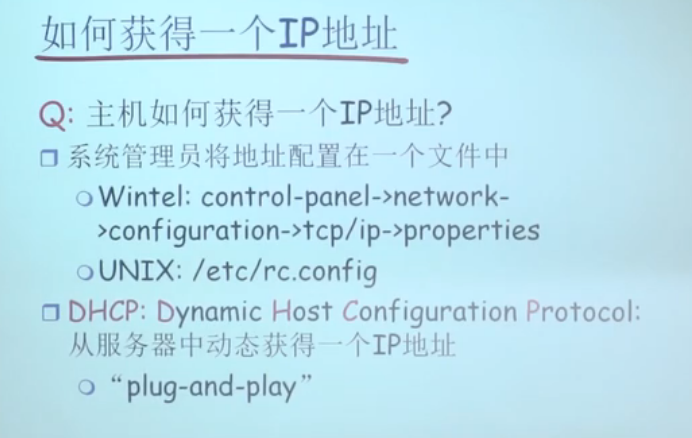 如何获得一个IP地址
Q: 主机如何获得一个IP地址?
系统管理员将地址配置在一个文件中
Wintel: control-panel->network-
>configuration->tcp/ip->properties
UNIX: /etc/rc.config
DHCP: Dynamic Host Configuration Protocol:
从服务器中动态获得一个IP地址
“plug-and-play”